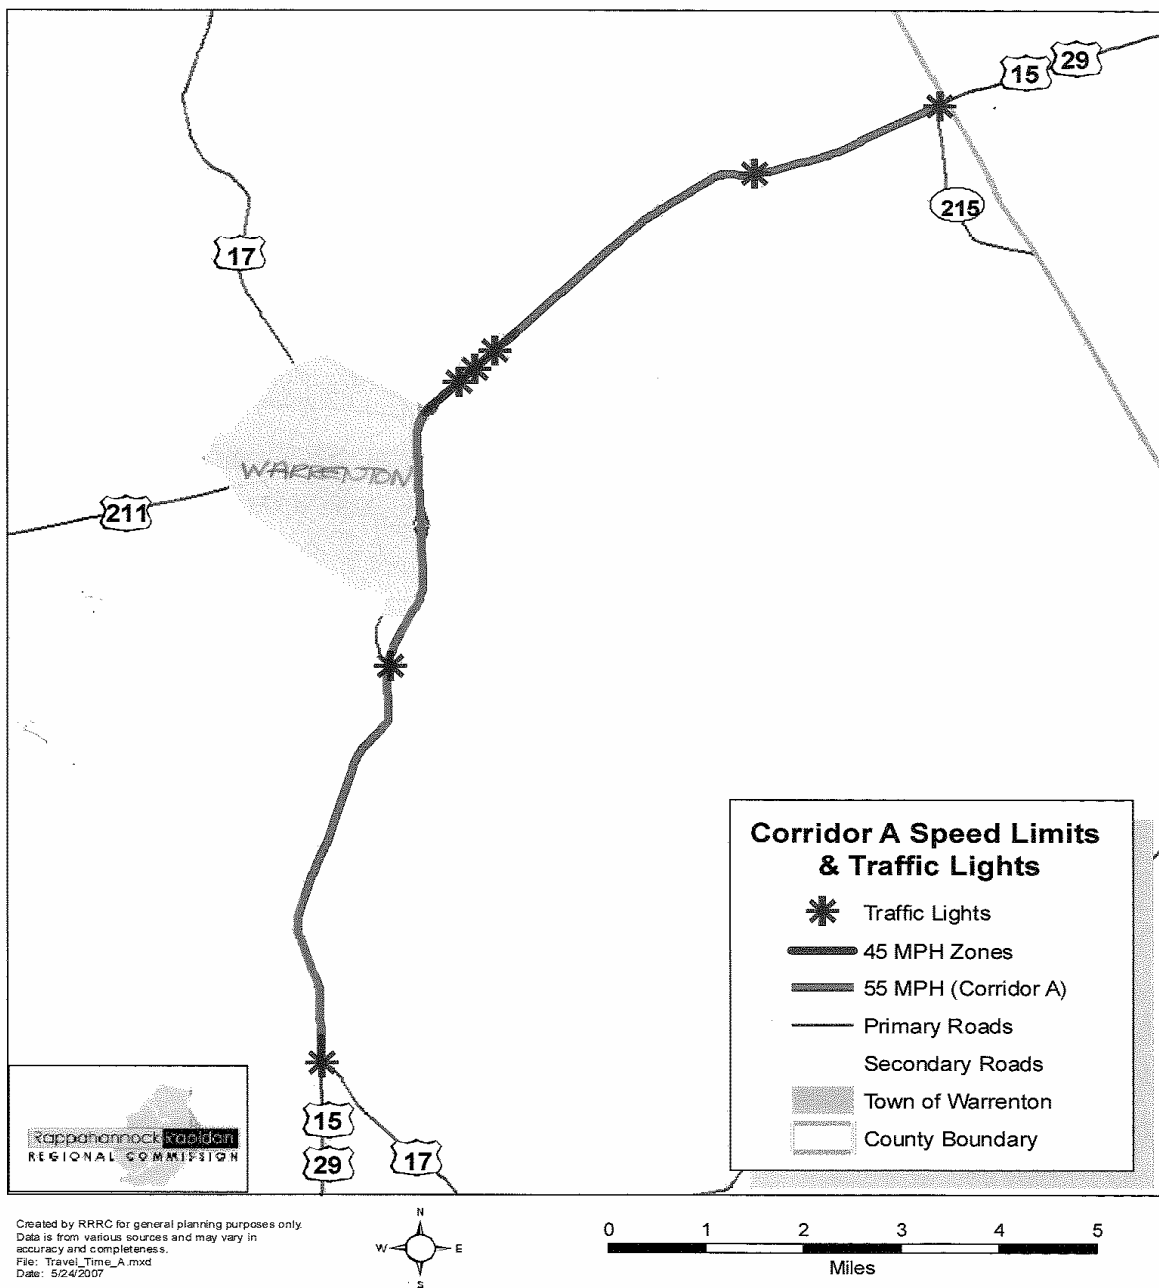 15
29
215
17
WARRENTON
211
Corridor A Speed Limits
& Traffic Lights
Traffic Lights
45 MPH Zones
55 MPH (Corridor A)
Primary Roads
Secondary Roads
Town of Warrenton
County Boundary
15
29
17
Rappahannock Rapidan
REGIONAL COMMISSION
Created by RRRC for general planning purposes only.
Data is from various sources and may vary in
accuracy and completeness.
File: Travel_Time_A.mxd
Date: 5/24/2007
N
W E
S
0 1 2 3 4 5
Miles